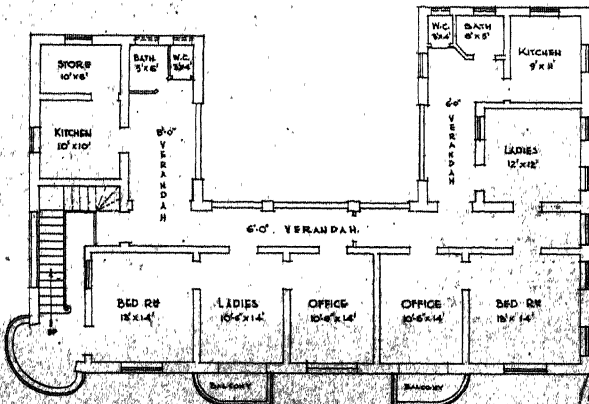 STORE
10'x6'
BATH
5'x6'
W.C.
3'x4'
KITCHEN
10'x10'
8'-0"
VERANDAH
W.C.
3'x4'
BATH
6'x5'
KITCHEN
9'x11'
6'-0"
VERANDAH
LADIES
12'x12'
6'-0" VERANDAH
BED RM
12'x14'
LADIES
10'-6"x14'
OFFICE
10'-6"x14'
OFFICE
10'-6"x14'
BED RM
12'x14'
UP
BALCONY
BALCONY